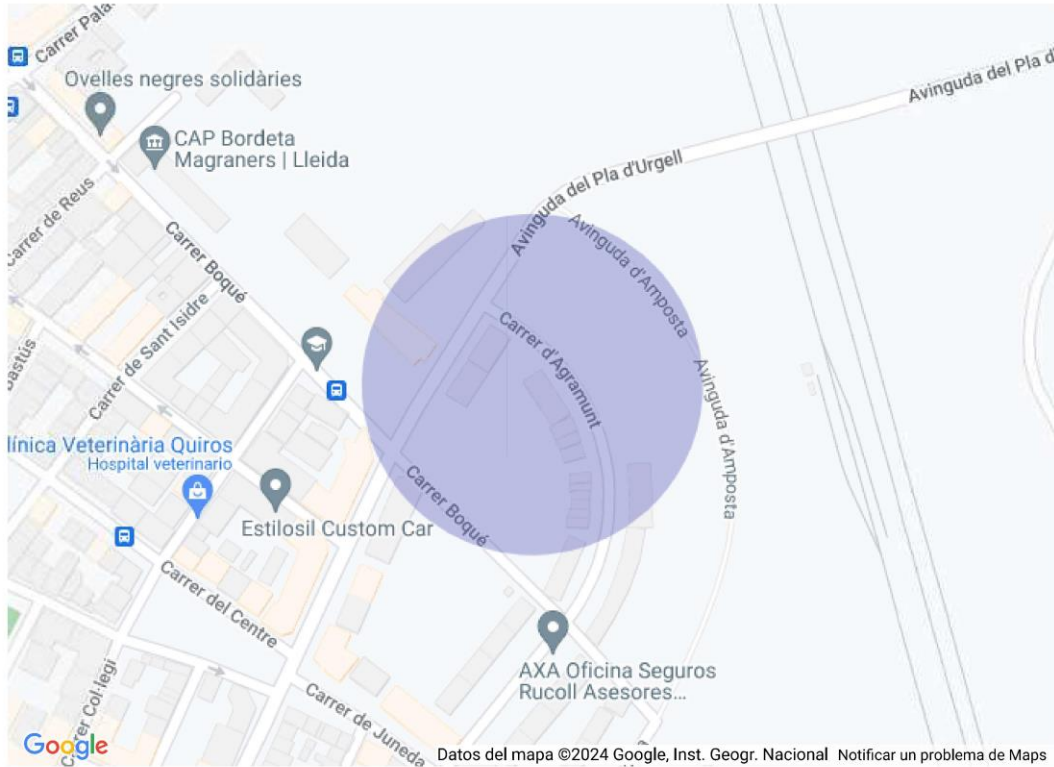 Carrer Pala
Ovelles negres solidàries
CAP Bordeta
Magraners | Lleida
Avinguda del Pla d
Avinguda del Pla d'Urgell
Carrer de Reus
Avinguda d'Amposta
Carrer Boqué
Carrer de Sant Isidre
Carrer d'Agramunt
Bastús
Avinguda d'Amposta
línica Veterinària Quiros
Hospital veterinario
Carrer Boqué
Estilosil Custom Car
Carrer del Centre
AXA Oficina Seguros
Rucoll Asesores...
Carrer Col·legi
Carrer de Juneda
Google
Datos del mapa ©2024 Google, Inst. Geogr. Nacional Notificar un problema de Maps